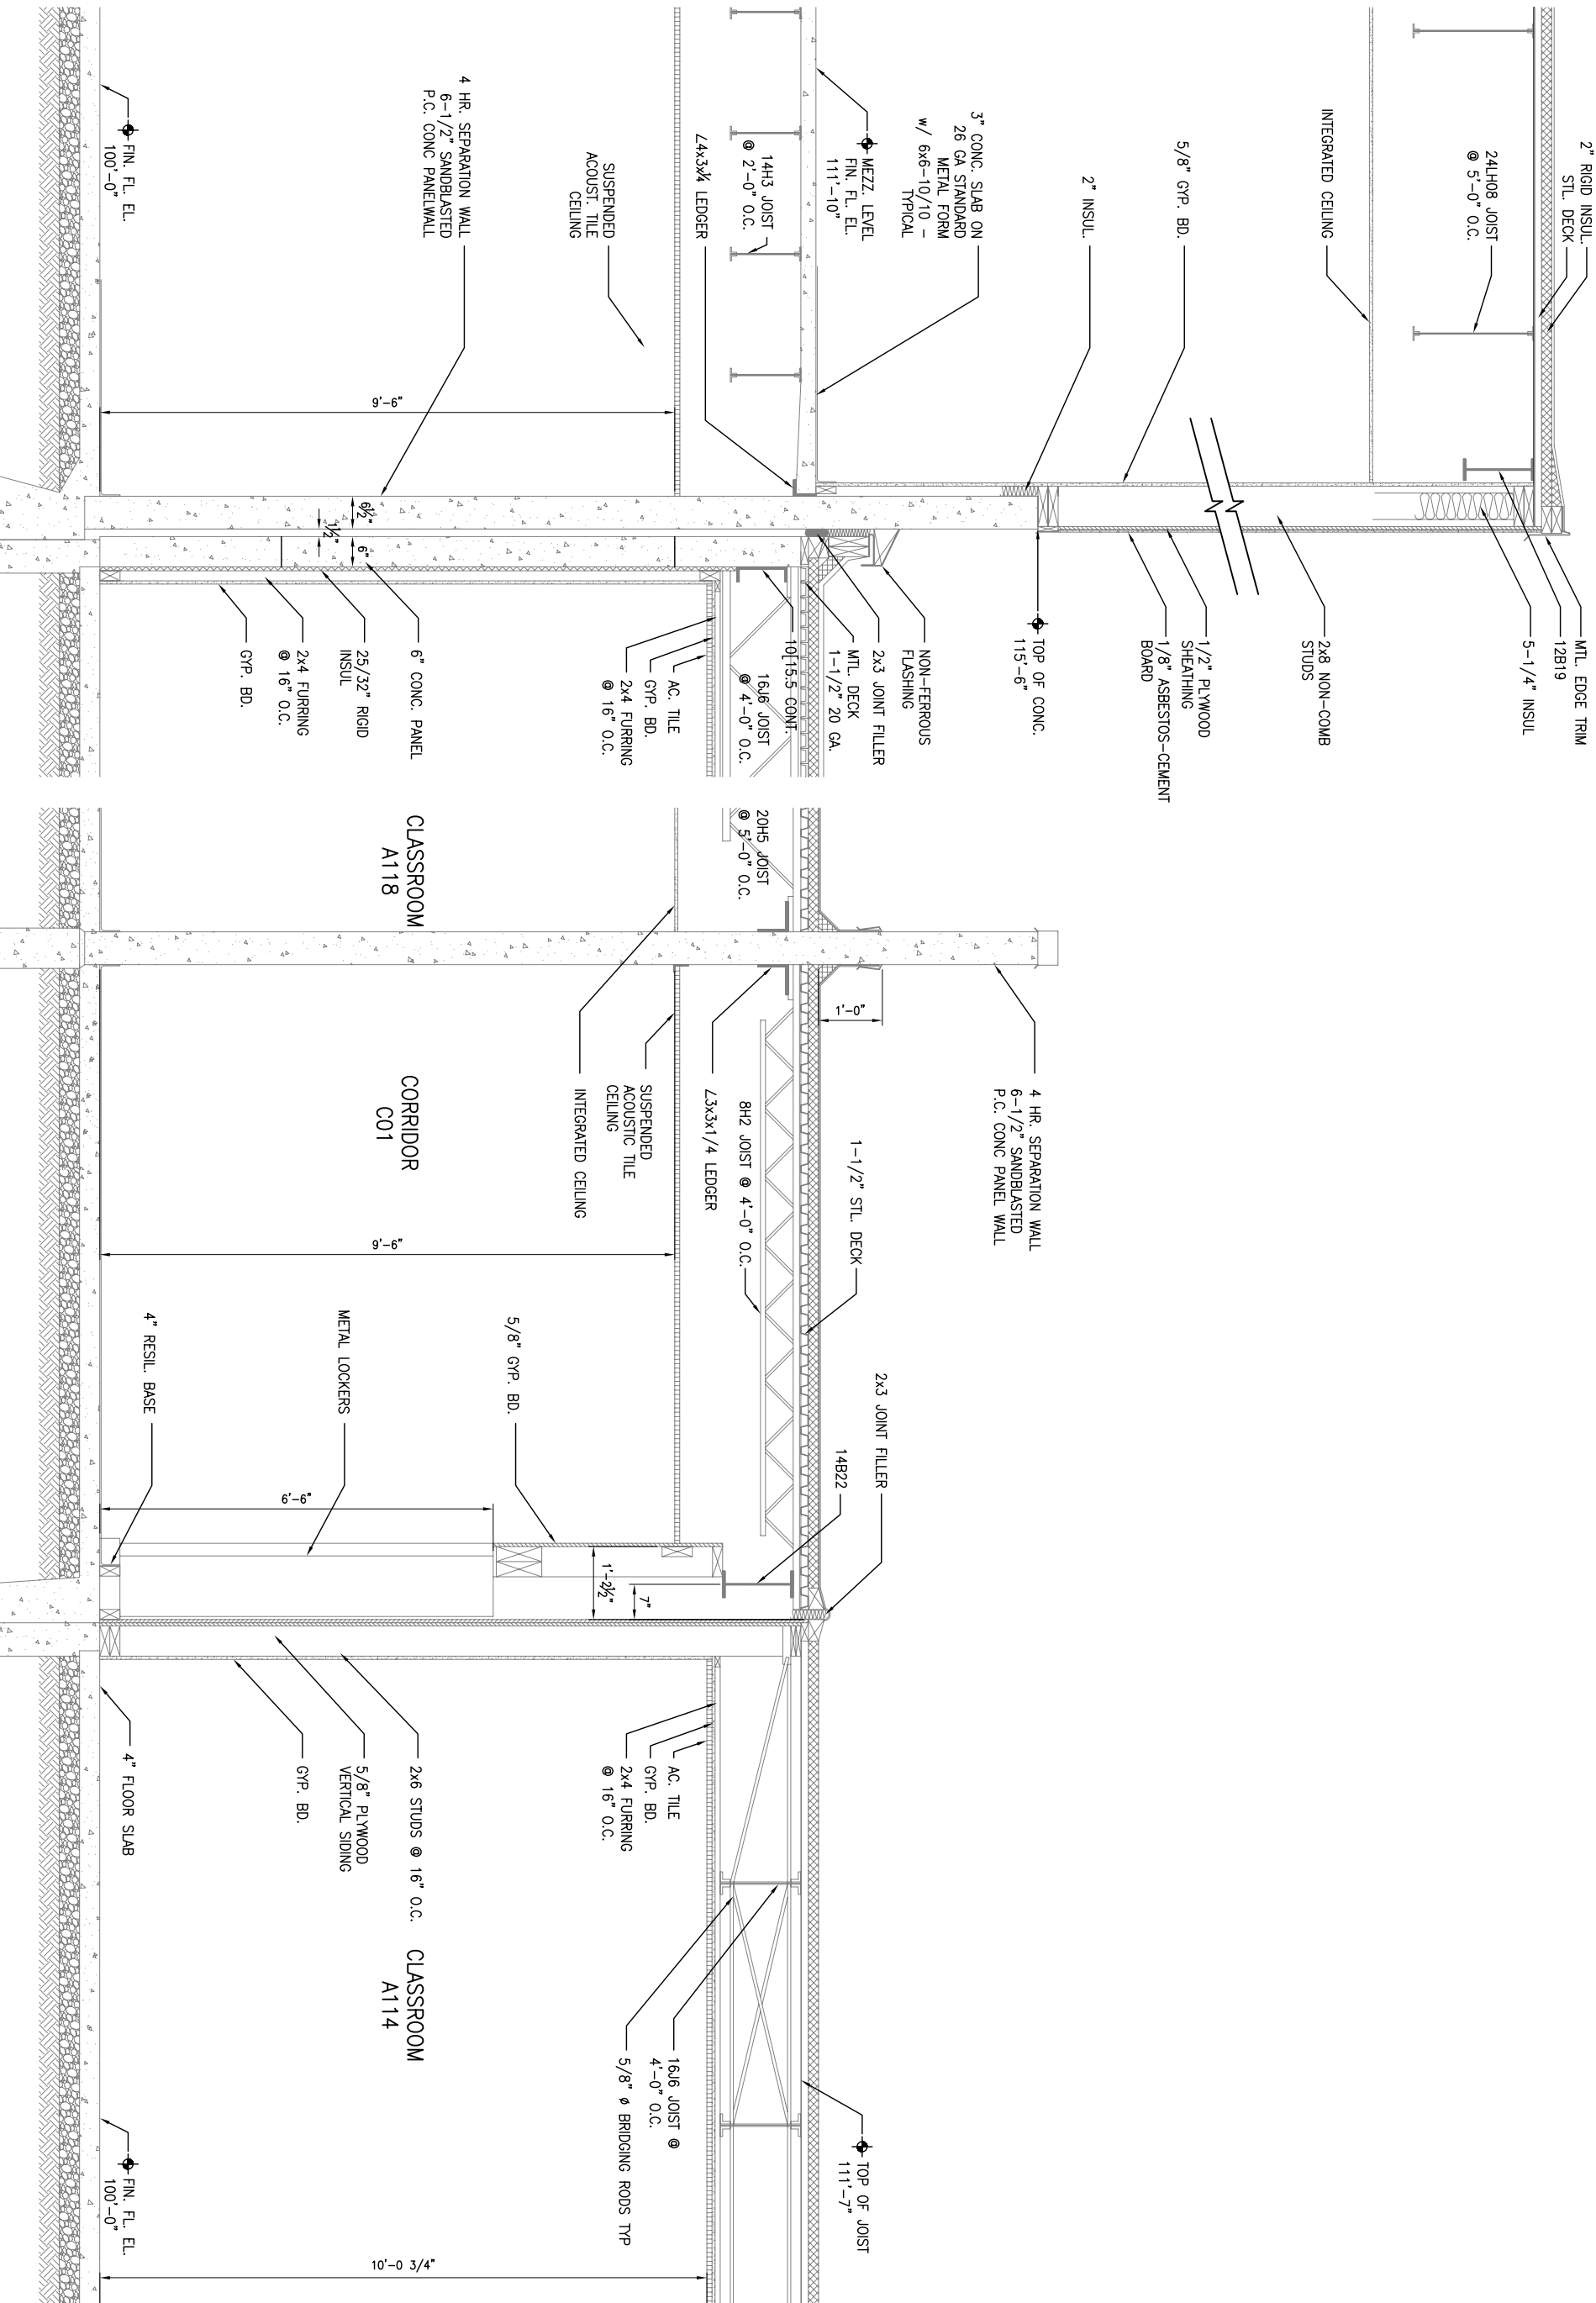 2" RIGID INSUL.
STL. DECK
24LH08 JOIST
@ 5'-0" O.C.
INTEGRATED CEILING
5/8" GYP. BD.
2" INSUL.
3" CONC. SLAB ON
26 GA STANDARD
METAL FORM
w/ 6x6-10/10 -
TYPICAL
MEZZ. LEVEL
FIN. FL. EL.
111'-10"
14H3 JOIST
@ 2'-0" O.C.
∠4x3x¼ LEDGER
SUSPENDED
ACOUST. TILE
CEILING
4 HR. SEPARATION WALL
6-1/2" SANDBLASTED
P.C. CONC PANELWALL
FIN. FL. EL.
100'-0"
9'-6"
6½"
½"
6"
MTL. EDGE TRIM
12B19
5-1/4" INSUL
2x8 NON-COMB
STUDS
1/2" PLYWOOD
SHEATHING
1/8" ASBESTOS-CEMENT
BOARD
TOP OF CONC.
115'-6"
NON-FERROUS
FLASHING
2x3 JOINT FILLER
MTL. DECK
1-1/2" 20 GA.
10[15.5 CONT.
16J6 JOIST
@ 4'-0" O.C.
AC. TILE
GYP. BD.
2x4 FURRING
@ 16" O.C.
6" CONC. PANEL
25/32" RIGID
INSUL
2x4 FURRING
@ 16" O.C.
GYP. BD.
20H5 JOIST
@ 5'-0" O.C.
CLASSROOM
A118
1'-0"
4 HR. SEPARATION WALL
6-1/2" SANDBLASTED
P.C. CONC PANEL WALL
1-1/2" STL. DECK
8H2 JOIST @ 4'-0" O.C.
∠3x3x1/4 LEDGER
SUSPENDED
ACOUSTIC TILE
CEILING
INTEGRATED CEILING
CORRIDOR
C01
9'-6"
2x3 JOINT FILLER
14B22
5/8" GYP. BD.
METAL LOCKERS
4" RESIL. BASE
6'-6"
1'-2½"
7"
AC. TILE
GYP. BD.
2x4 FURRING
@ 16" O.C.
2x6 STUDS @ 16" O.C.
5/8" PLYWOOD
VERTICAL SIDING
GYP. BD.
4" FLOOR SLAB
CLASSROOM
A114
TOP OF JOIST
111'-7"
16J6 JOIST @
4'-0" O.C.
5/8" ø BRIDGING RODS TYP
FIN. FL. EL.
100'-0"
10'-0 3/4"